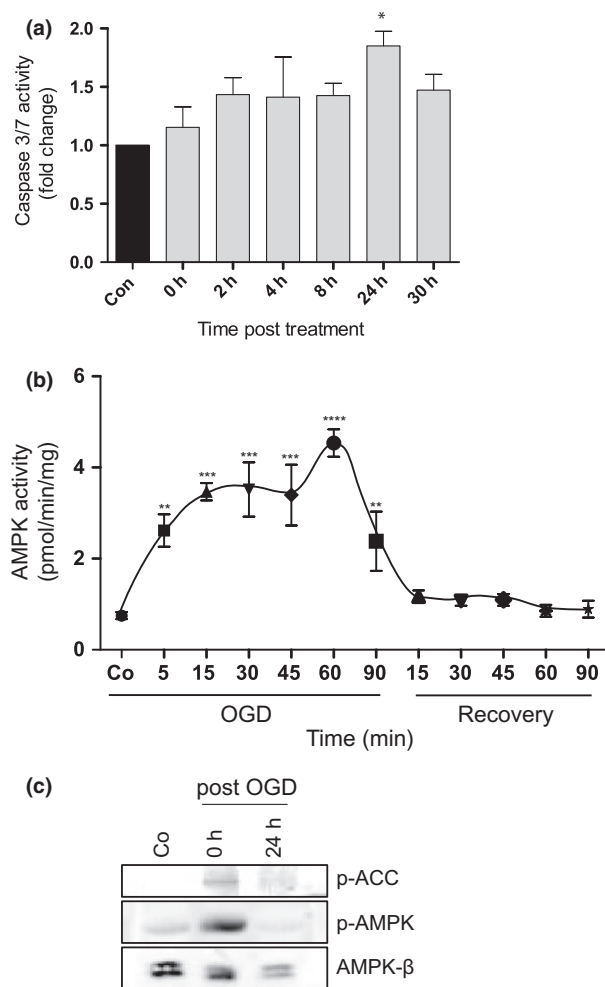 (a)
Caspase 3/7 activity
(fold change)
2.0
1.5
1.0
0.5
0.0
*
Con
0 h
2 h
4 h
8 h
24 h
30 h
Time post treatment
(b)
AMPK activity
(pmol/min/mg)
6
4
2
0
** *** *** *** **** **
Co 5 15 30 45 60 90 15 30 45 60 90
OGD Recovery
Time (min)
(c)
post OGD
Co 0 h 24 h
p-ACC
p-AMPK
AMPK-β